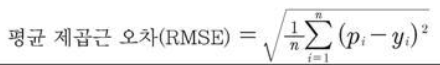 평균 제곱근 오차(RMSE) = √(1/n ∑_{i=1}^{n} (p_i - y_i)^2)